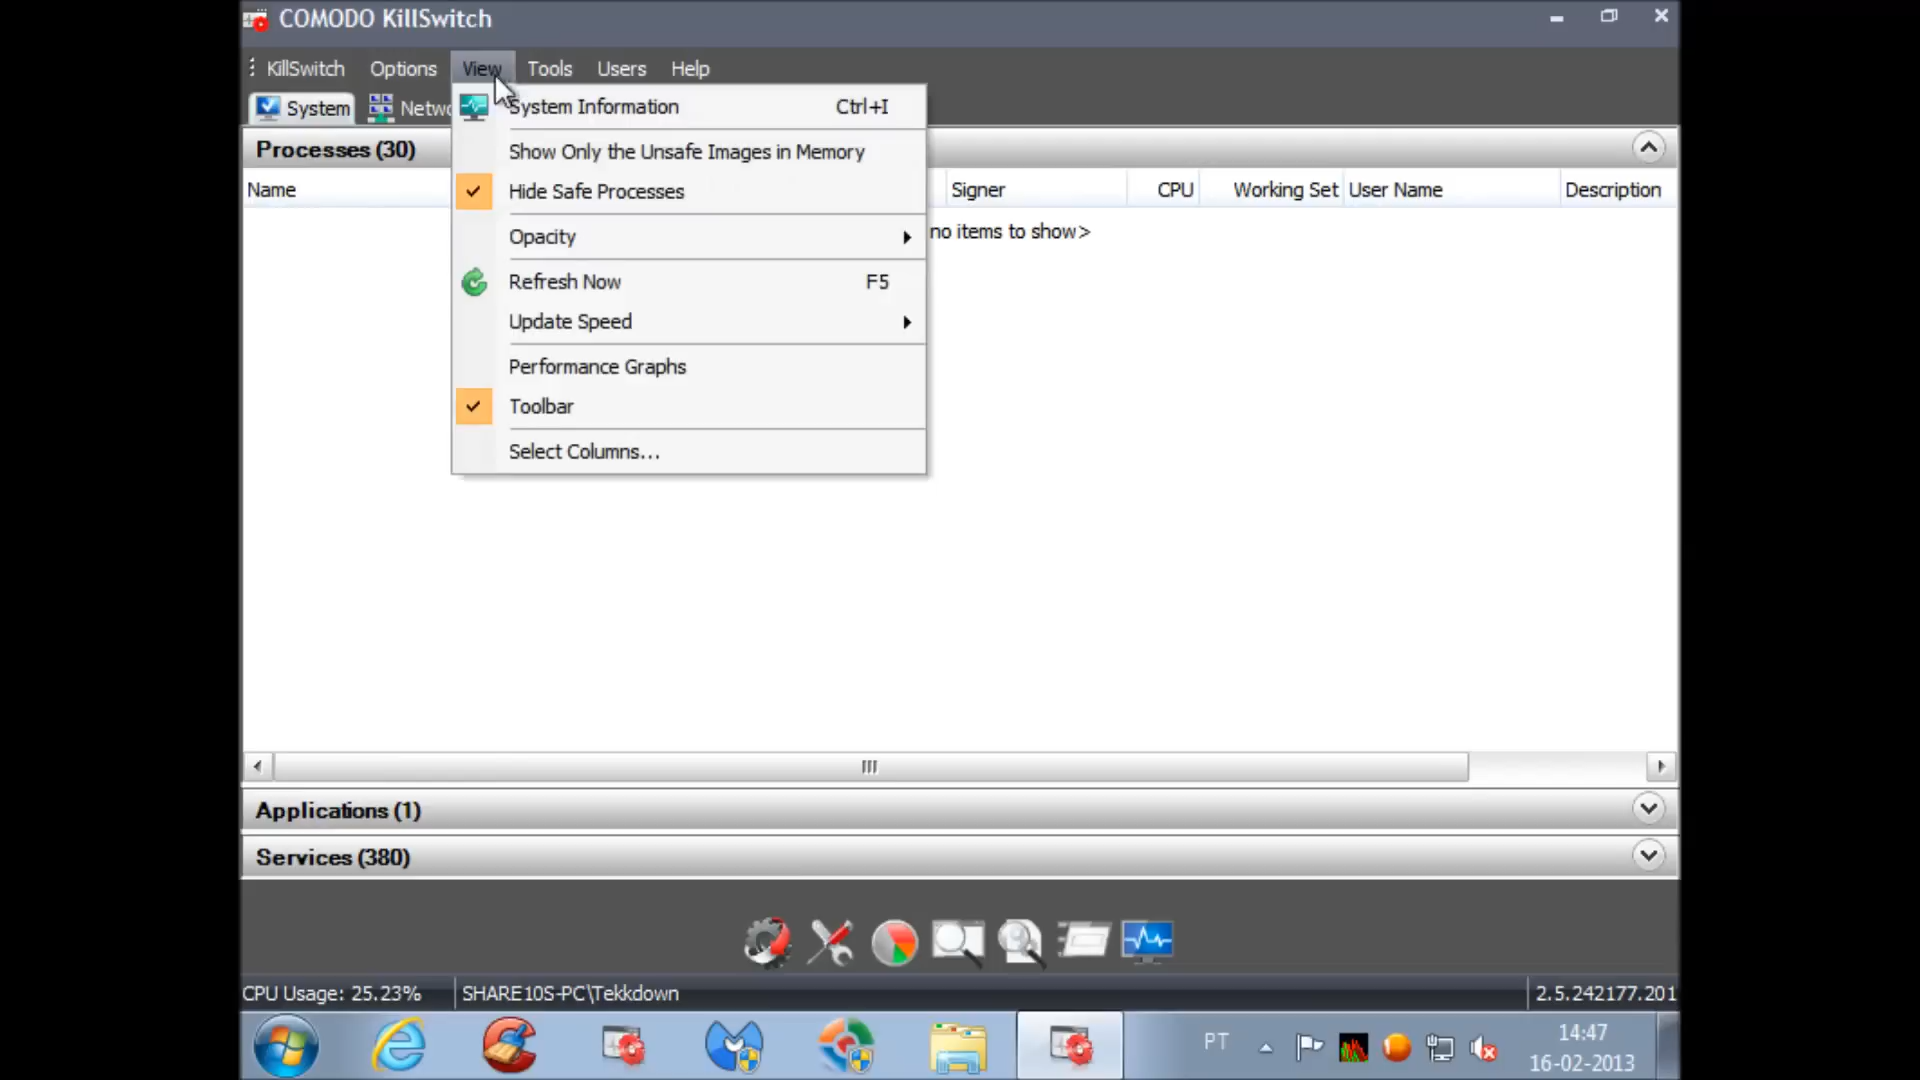 COMODO KillSwitch
KillSwitch Options View Tools Users Help
System Netwo
System Information Ctrl+I
Show Only the Unsafe Images in Memory
Hide Safe Processes
Opacity
Refresh Now F5
Update Speed
Performance Graphs
Toolbar
Select Columns...
Processes (30)
Name Signer CPU Working Set User Name Description
no items to show>
Applications (1)
Services (380)
CPU Usage: 25.23% SHARE10S-PC\Tekkdown 2.5.242177.201
PT 14:47
16-02-2013